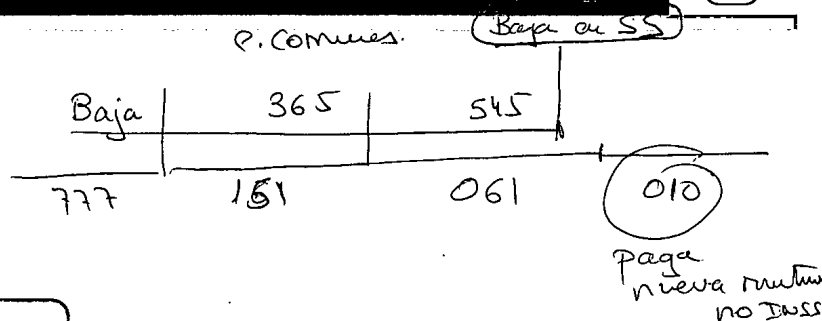 C. Comunes. Baja en SS
Baja 365 545
777 151 061 010
paga
nueva mutua
no INSS